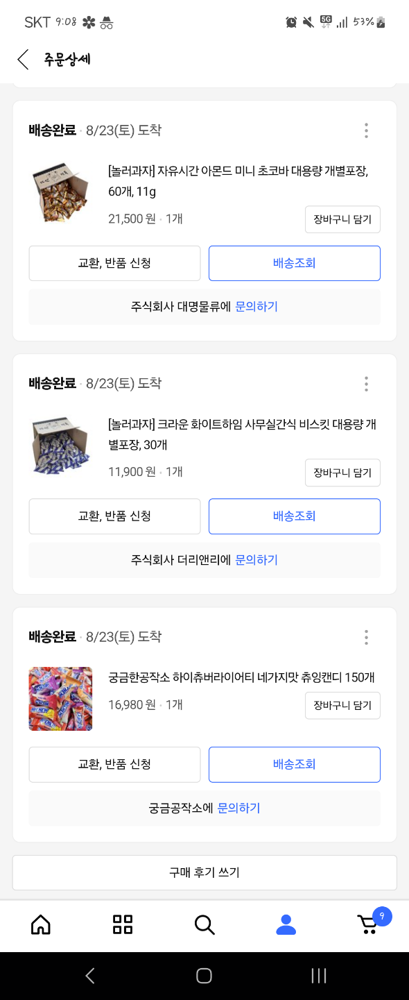 SKT 9:08
5G
53%
주문상세
배송완료 · 8/23(토) 도착
[놀러과자] 자유시간 아몬드 미니 초코바 대용량 개별포장,
60개, 11g
21,500 원 · 1개
장바구니 담기
교환, 반품 신청
배송조회
주식회사 대명물류에 문의하기
배송완료 · 8/23(토) 도착
[놀러과자] 크라운 화이트하임 사무실간식 비스킷 대용량 개
별포장, 30개
11,900 원 · 1개
장바구니 담기
교환, 반품 신청
배송조회
주식회사 더리앤리에 문의하기
배송완료 · 8/23(토) 도착
궁금한공작소 하이츄버라이어티 네가지맛 츄잉캔디 150개
16,980 원 · 1개
장바구니 담기
교환, 반품 신청
배송조회
궁금공작소에 문의하기
구매 후기 쓰기
9